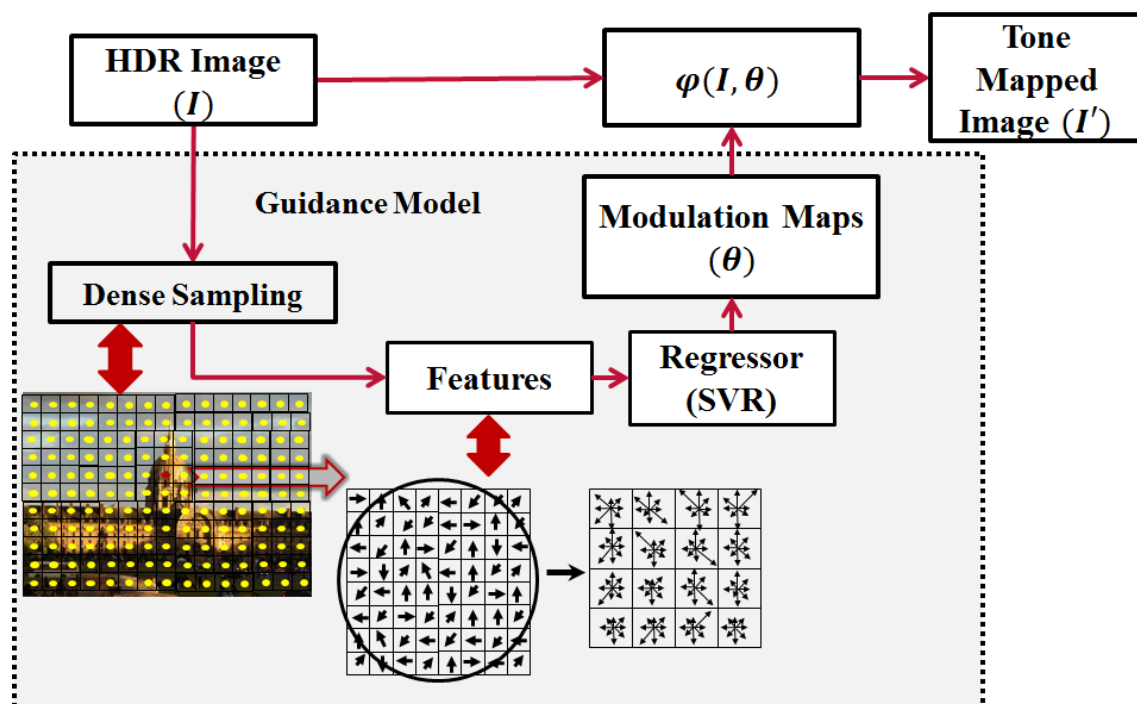 HDR Image
(I)
φ(I, θ)
Tone
Mapped
Image (I′)
Guidance Model
Modulation Maps
(θ)
Dense Sampling
Features
Regressor
(SVR)